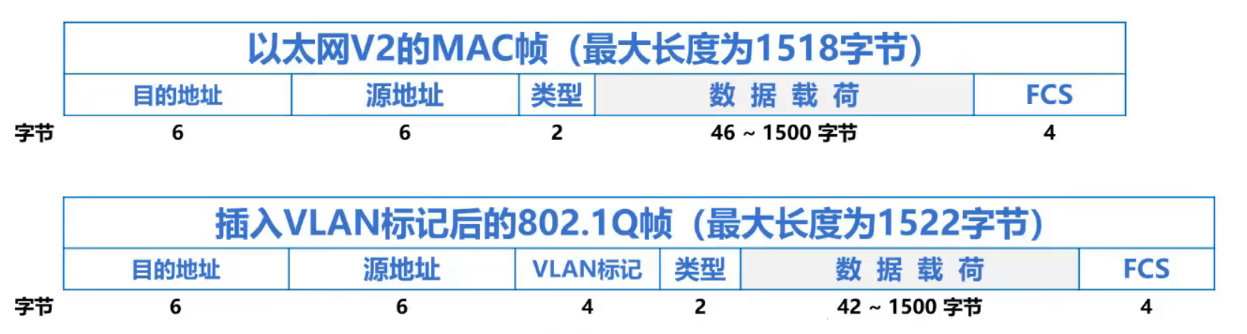 以太网V2的MAC帧（最大长度为1518字节）
目的地址 源地址 类型 数据载荷 FCS
字节 6 6 2 46 ~ 1500 字节 4
插入VLAN标记后的802.1Q帧（最大长度为1522字节）
目的地址 源地址 VLAN标记 类型 数据载荷 FCS
字节 6 6 4 2 42 ~ 1500 字节 4